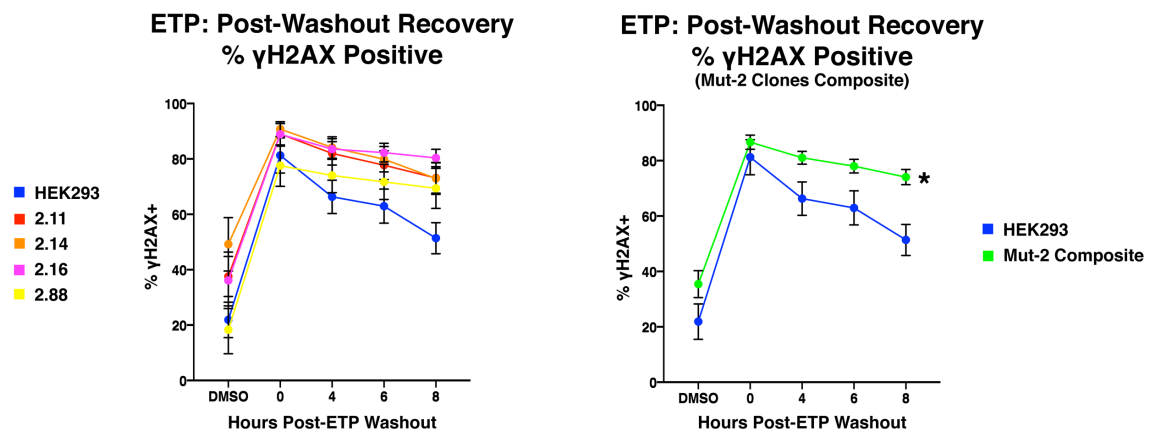 ETP: Post-Washout Recovery
% γH2AX Positive
100
80
60
40
20
0
% γH2AX+
DMSO 0 4 6 8
Hours Post-ETP Washout
HEK293
2.11
2.14
2.16
2.88
ETP: Post-Washout Recovery
% γH2AX Positive
(Mut-2 Clones Composite)
100
80
60
40
20
0
% γH2AX+
*
DMSO 0 4 6 8
Hours Post-ETP Washout
HEK293
Mut-2 Composite